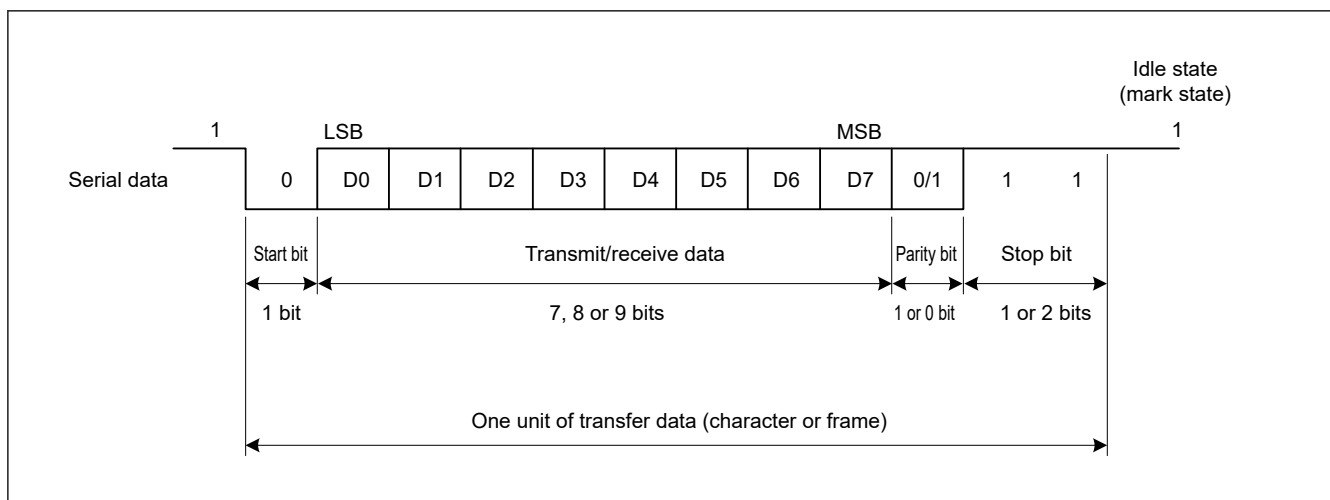 Idle state
(mark state)
1 LSB MSB 1
Serial data 0 D0 D1 D2 D3 D4 D5 D6 D7 0/1 1 1
Start bit Transmit/receive data Parity bit Stop bit
1 bit 7, 8 or 9 bits 1 or 0 bit 1 or 2 bits
One unit of transfer data (character or frame)